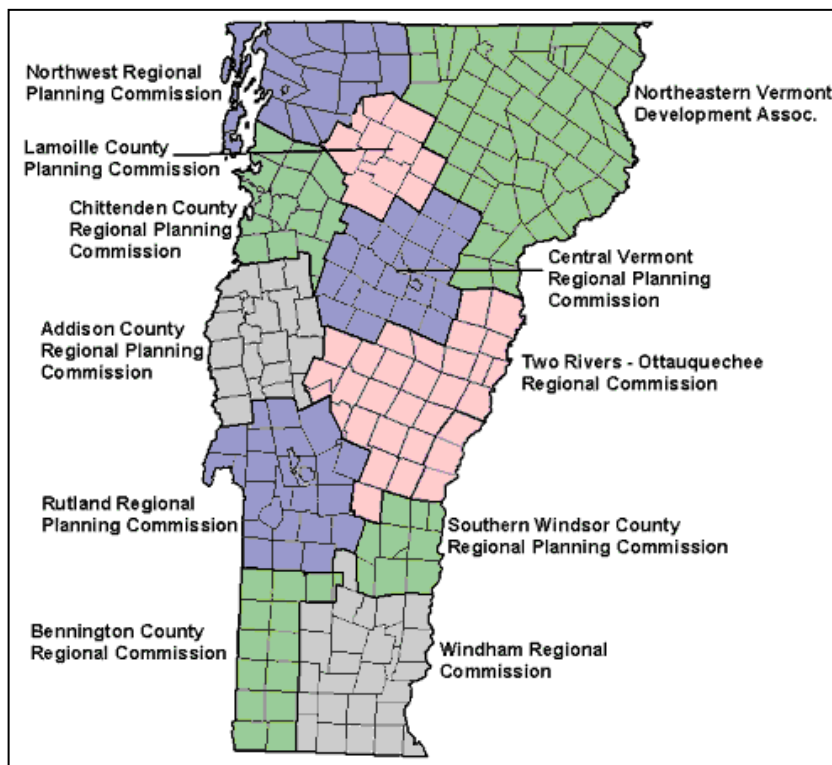 Northwest Regional
Planning Commission
Northeastern Vermont
Development Assoc.
Lamoille County
Planning Commission
Chittenden County
Regional Planning
Commission
Central Vermont
Regional Planning
Commission
Addison County
Regional Planning
Commission
Two Rivers - Ottauquechee
Regional Commission
Rutland Regional
Planning Commission
Southern Windsor County
Regional Planning Commission
Bennington County
Regional Commission
Windham Regional
Commission